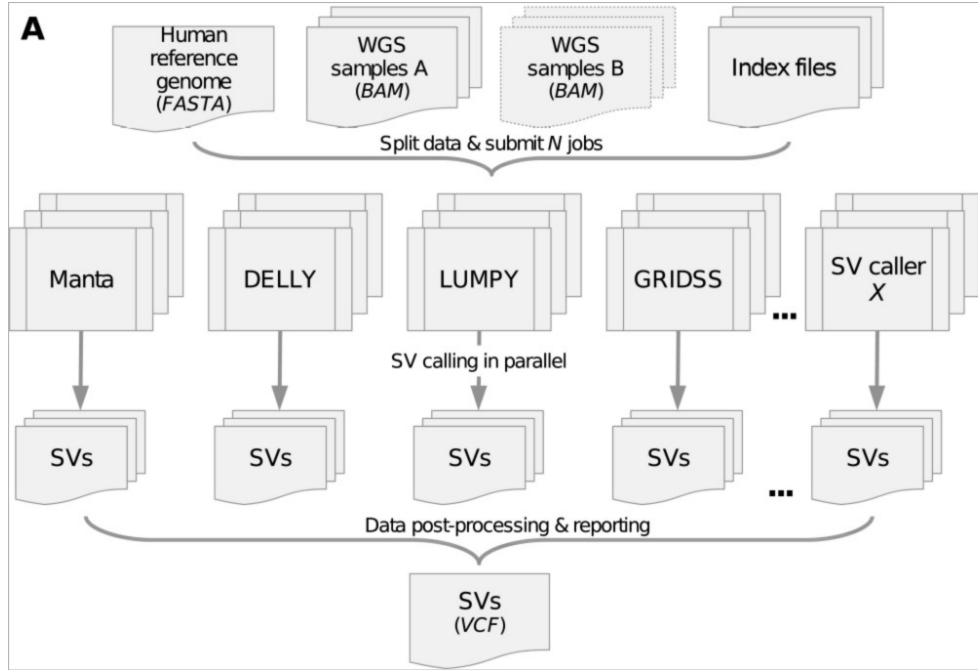 A
Human
reference
genome
(FASTA)
WGS
samples A
(BAM)
WGS
samples B
(BAM)
Index files
Split data & submit N jobs
Manta
DELLY
LUMPY
GRIDSS
...
SV caller
X
SV calling in parallel
SVs
SVs
SVs
SVs
...
SVs
Data post-processing & reporting
SVs
(VCF)